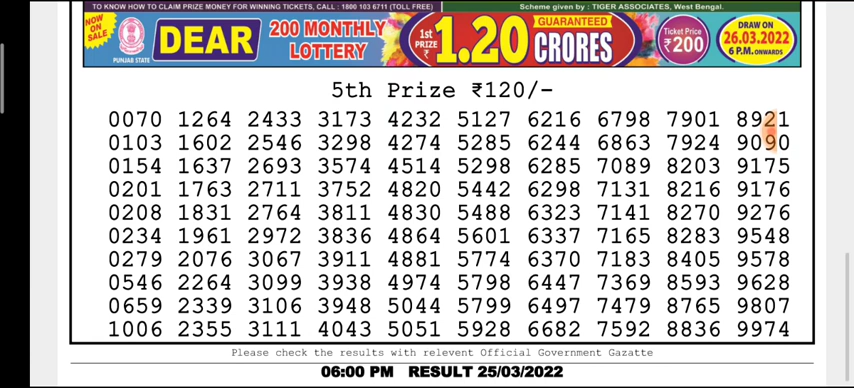 TO KNOW HOW TO CLAIM PRIZE MONEY FOR WINNING TICKETS, CALL : 1800 103 6711 (TOLL FREE) Scheme given by : TIGER ASSOCIATES, West Bengal.
NOW ON SALE
PUNJAB STATE
DEAR
200 MONTHLY
LOTTERY
1st
PRIZE
₹
1.20
GUARANTEED
CRORES
Ticket Price
₹200
DRAW ON
26.03.2022
6 P.M. ONWARDS
5th Prize ₹120/-
0070 1264 2433 3173 4232 5127 6216 6798 7901 8921
0103 1602 2546 3298 4274 5285 6244 6863 7924 9090
0154 1637 2693 3574 4514 5298 6285 7089 8203 9175
0201 1763 2711 3752 4820 5442 6298 7131 8216 9176
0208 1831 2764 3811 4830 5488 6323 7141 8270 9276
0234 1961 2972 3836 4864 5601 6337 7165 8283 9548
0279 2076 3067 3911 4881 5774 6370 7183 8405 9578
0546 2264 3099 3938 4974 5798 6447 7369 8593 9628
0659 2339 3106 3948 5044 5799 6497 7479 8765 9807
1006 2355 3111 4043 5051 5928 6682 7592 8836 9974
Please check the results with relevent Official Government Gazatte
06:00 PM RESULT 25/03/2022